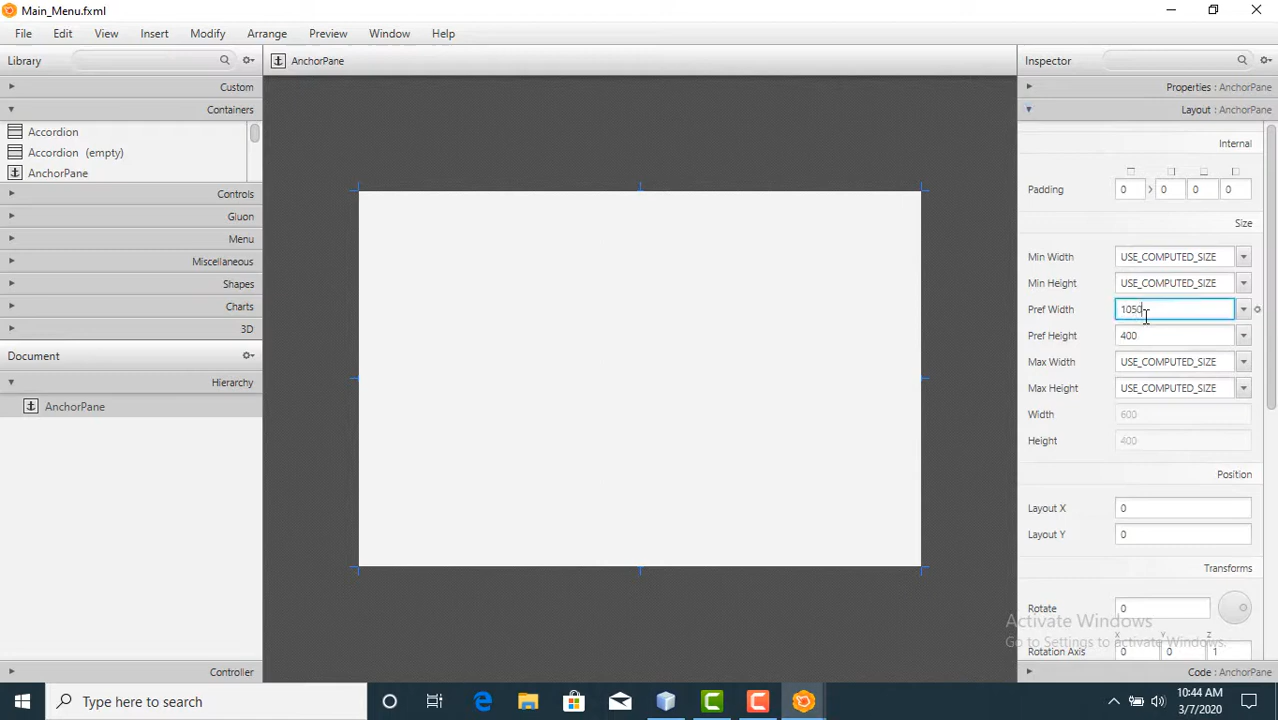 Main_Menu.fxml
File Edit View Insert Modify Arrange Preview Window Help
Library
AnchorPane
Inspector
Custom
Containers
Accordion
Accordion (empty)
AnchorPane
Controls
Gluon
Menu
Miscellaneous
Shapes
Charts
3D
Document
Hierarchy
AnchorPane
Controller
Properties : AnchorPane
Layout : AnchorPane
Internal
Padding 0 0 0 0
Size
Min Width USE_COMPUTED_SIZE
Min Height USE_COMPUTED_SIZE
Pref Width 1050
Pref Height 400
Max Width USE_COMPUTED_SIZE
Max Height USE_COMPUTED_SIZE
Width 600
Height 400
Position
Layout X 0
Layout Y 0
Transforms
Rotate 0
X Y Z
Rotation Axis 0 0 1
Code : AnchorPane
Activate Windows
Go to Settings to activate Windows.
Type here to search
10:44 AM
3/7/2020